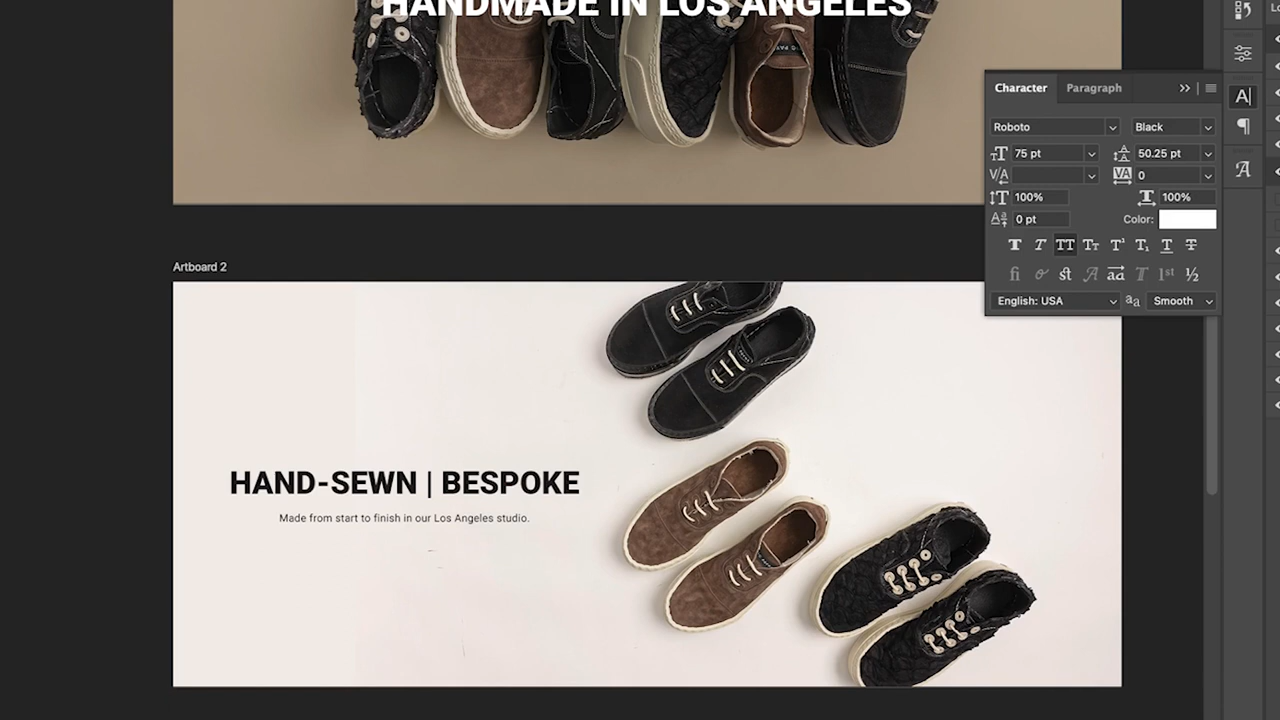 HANDMADE IN LOS ANGELES
Character Paragraph
Roboto Black
75 pt 50.25 pt
0
100% 100%
0 pt Color:
English: USA Smooth
Artboard 2
HAND-SEWN | BESPOKE
Made from start to finish in our Los Angeles studio.